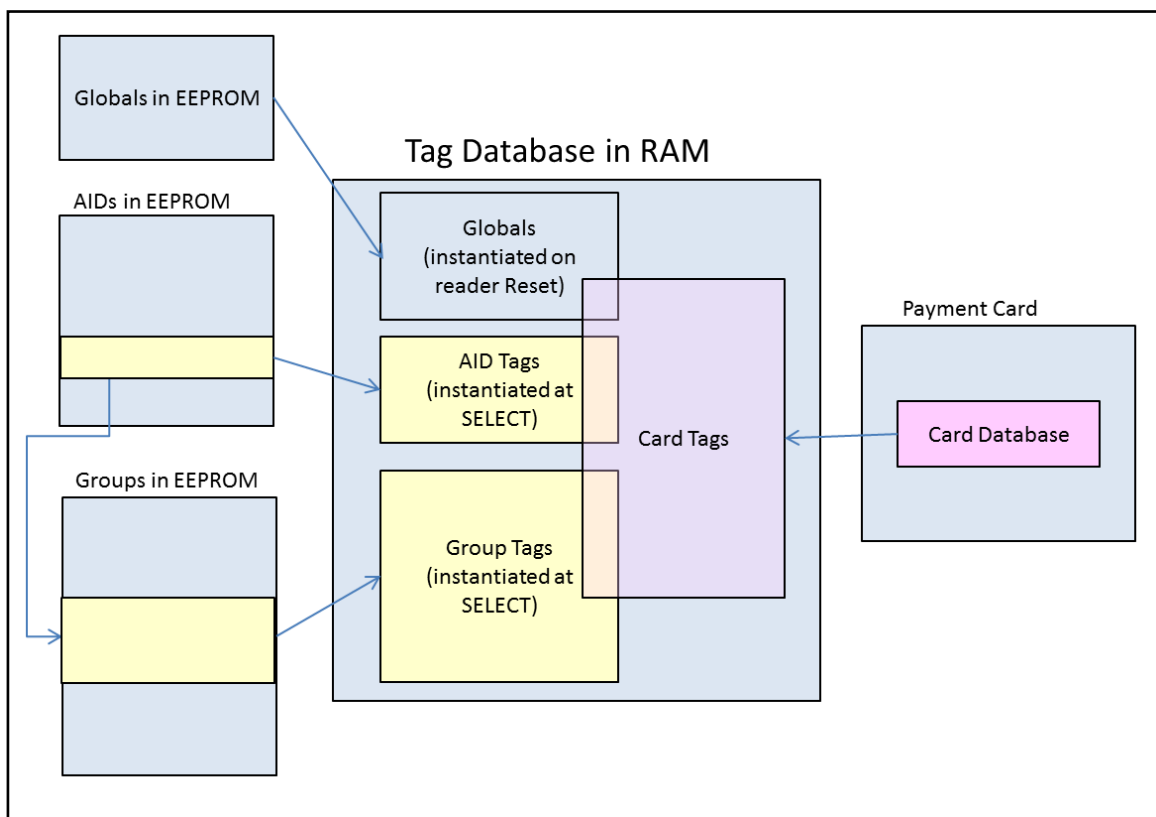 Globals in EEPROM
Tag Database in RAM
AIDs in EEPROM
Globals
(instantiated on
reader Reset)
Payment Card
AID Tags
(instantiated at
SELECT)
Card Tags
Card Database
Groups in EEPROM
Group Tags
(instantiated at
SELECT)